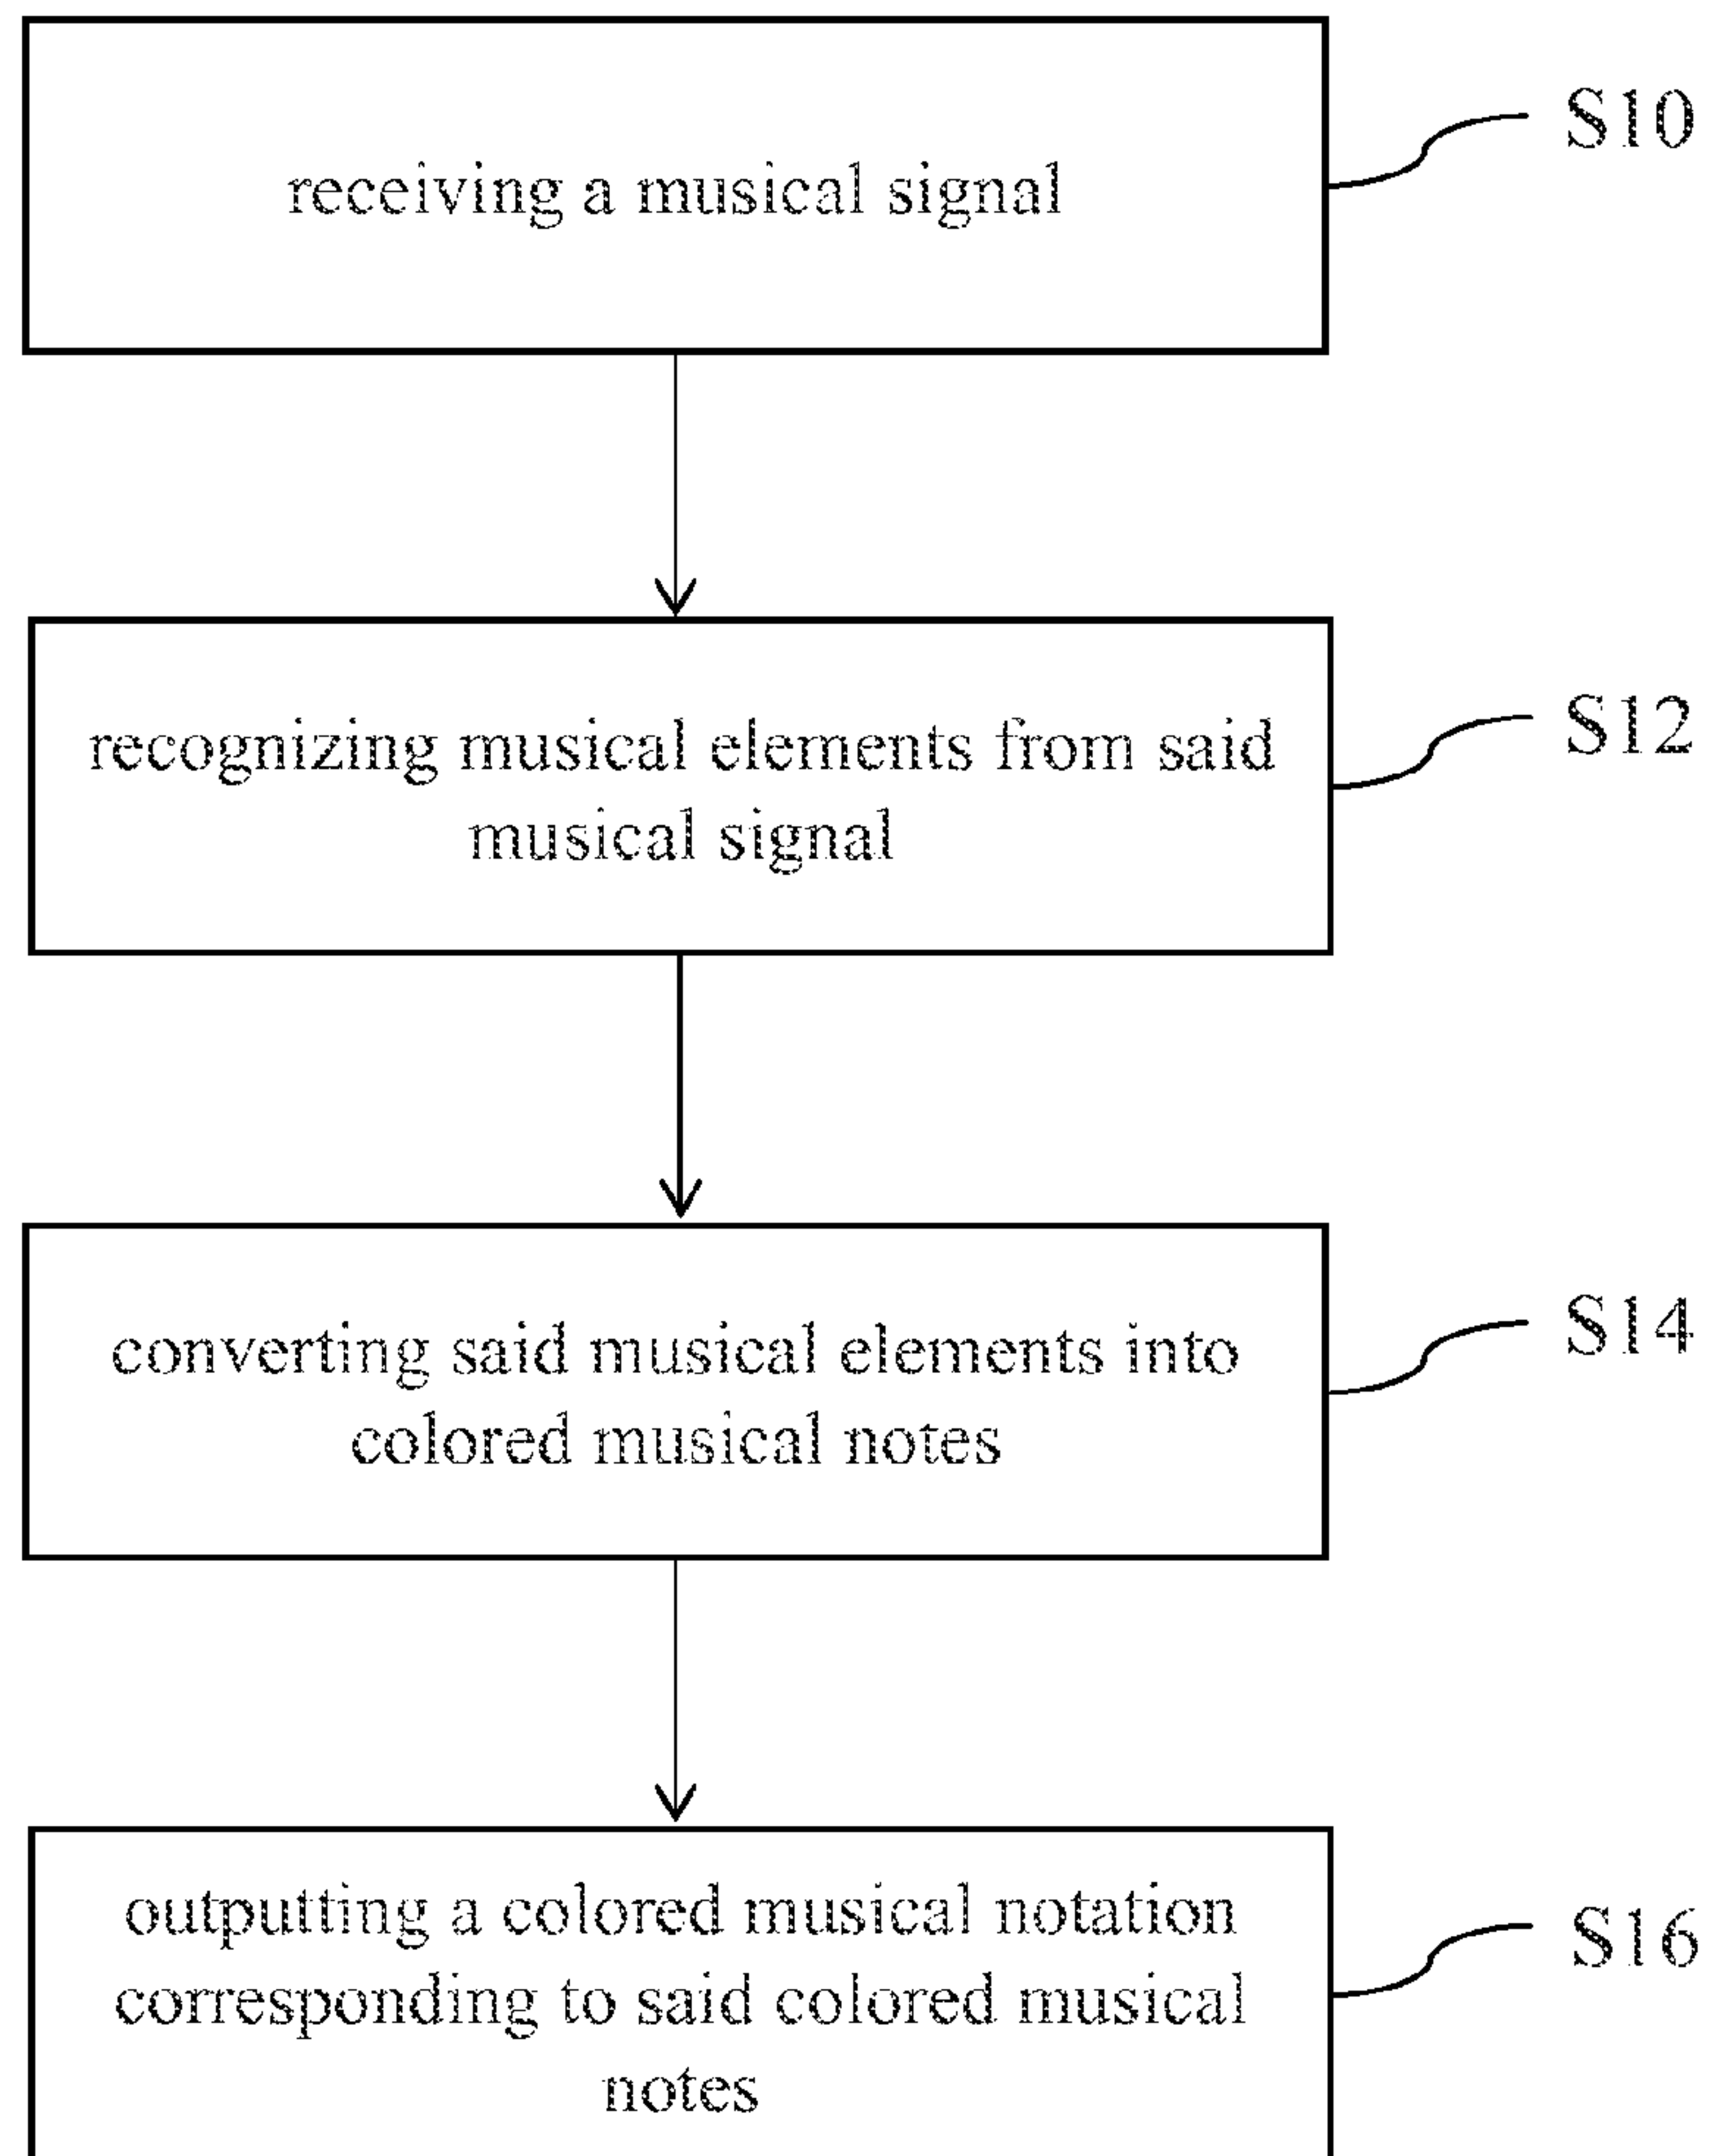 receiving a musical signal
S10
recognizing musical elements from said
musical signal
S12
converting said musical elements into
colored musical notes
S14
outputting a colored musical notation
corresponding to said colored musical
notes
S16